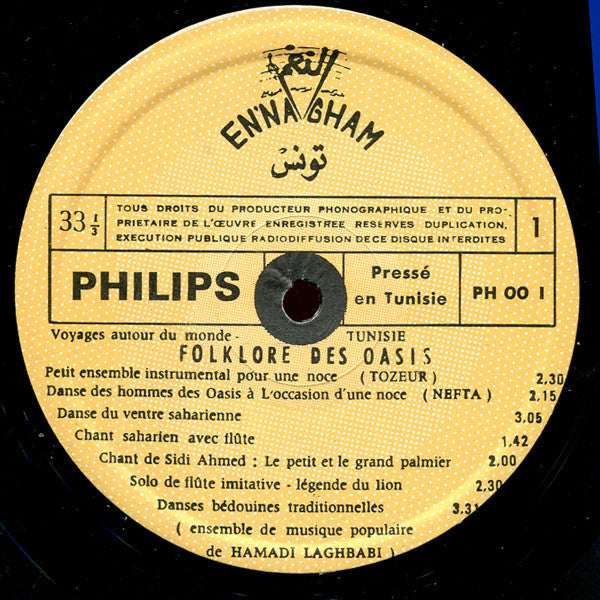 النغم
EN'NAGHAM
تونس
33 1/3
TOUS DROITS DU PRODUCTEUR PHONOGRAPHIQUE ET DU PRO-
PRIETAIRE DE L'ŒUVRE ENREGISTREE RESERVES DUPLICATION,
EXECUTION PUBLIQUE RADIODIFFUSION DE CE DISQUE INTERDITES
1
PHILIPS
Pressé
en Tunisie
PH 00 1
Voyages autour du monde - TUNISIE
FOLKLORE DES OASIS
Petit ensemble instrumental pour une noce ( TOZEUR ) 2,30
Danse des hommes des Oasis à L'occasion d'une noce ( NEFTA ) 2,15
Danse du ventre saharienne 3,05
Chant saharien avec flûte 1,42
Chant de Sidi Ahmed : Le petit et le grand palmier 2,00
Solo de flûte imitative - légende du lion 2,30
Danses bédouines traditionnelles 3,31
( ensemble de musique populaire
de HAMADI LAGHBABI )